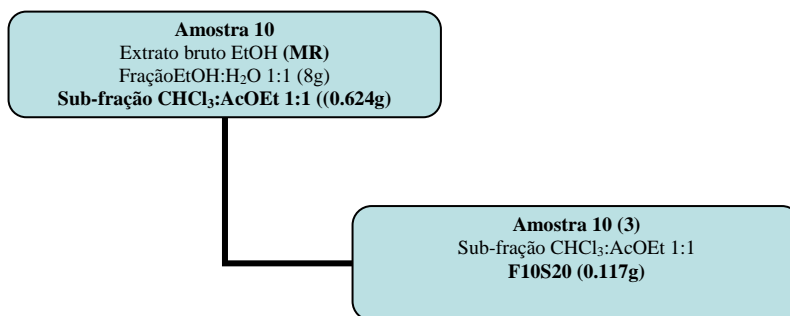 Amostra 10
Extrato bruto EtOH (MR)
FraçãoEtOH:H₂O 1:1 (8g)
Sub-fração CHCl₃:AcOEt 1:1 ((0.624g)
Amostra 10 (3)
Sub-fração CHCl₃:AcOEt 1:1
F10S20 (0.117g)